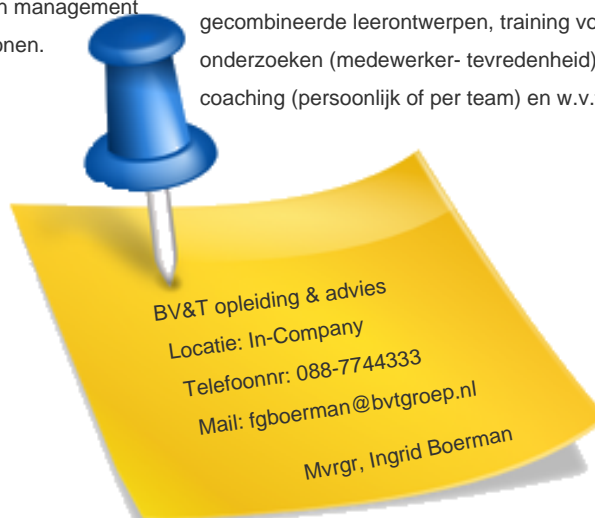 management
onen.
gecombineerde leerontwerpen, training
onderzoeken (medewerker- tevredenheid)
coaching (persoonlijk of per team) en w.v.
BV&T opleiding & advies
Locatie: In-Company
Telefoonnr: 088-7744333
Mail: fgboerman@bvtgroep.nl
Mvrgr, Ingrid Boerman